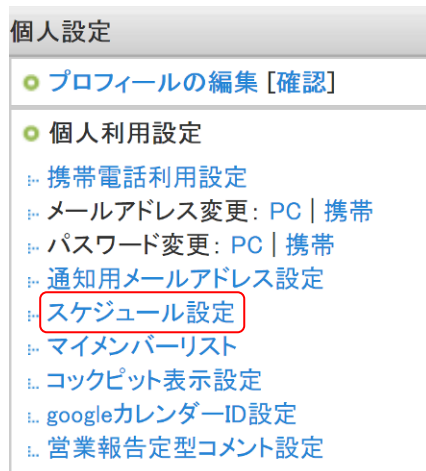 個人設定
プロフィールの編集 [確認]
個人利用設定
携帯電話利用設定
メールアドレス変更： PC | 携帯
パスワード変更： PC | 携帯
通知用メールアドレス設定
スケジュール設定
マイメンバーリスト
コックピット表示設定
googleカレンダーID設定
営業報告定型コメント設定